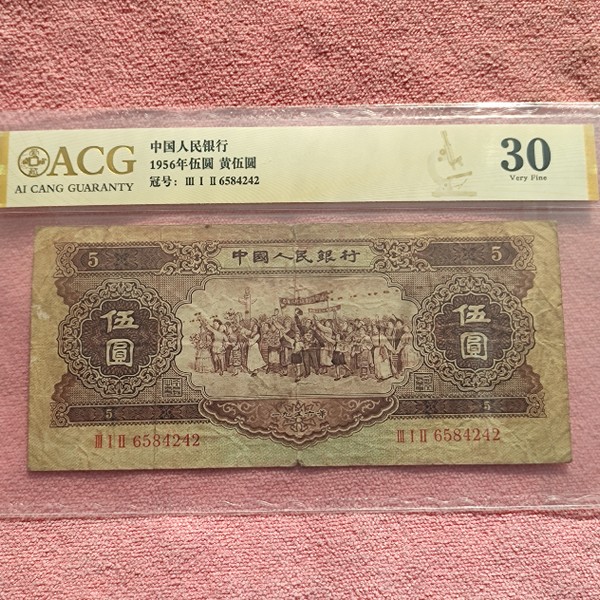 ACG
AI CANG GUARANTY
中国人民银行
1956年伍圆 黄伍圆
冠号: Ⅲ Ⅰ Ⅱ 6584242
30
Very Fine
5 中國人民銀行 5
伍圓 伍圓
5 5
Ⅲ Ⅰ Ⅱ 6584242 Ⅲ Ⅰ Ⅱ 6584242